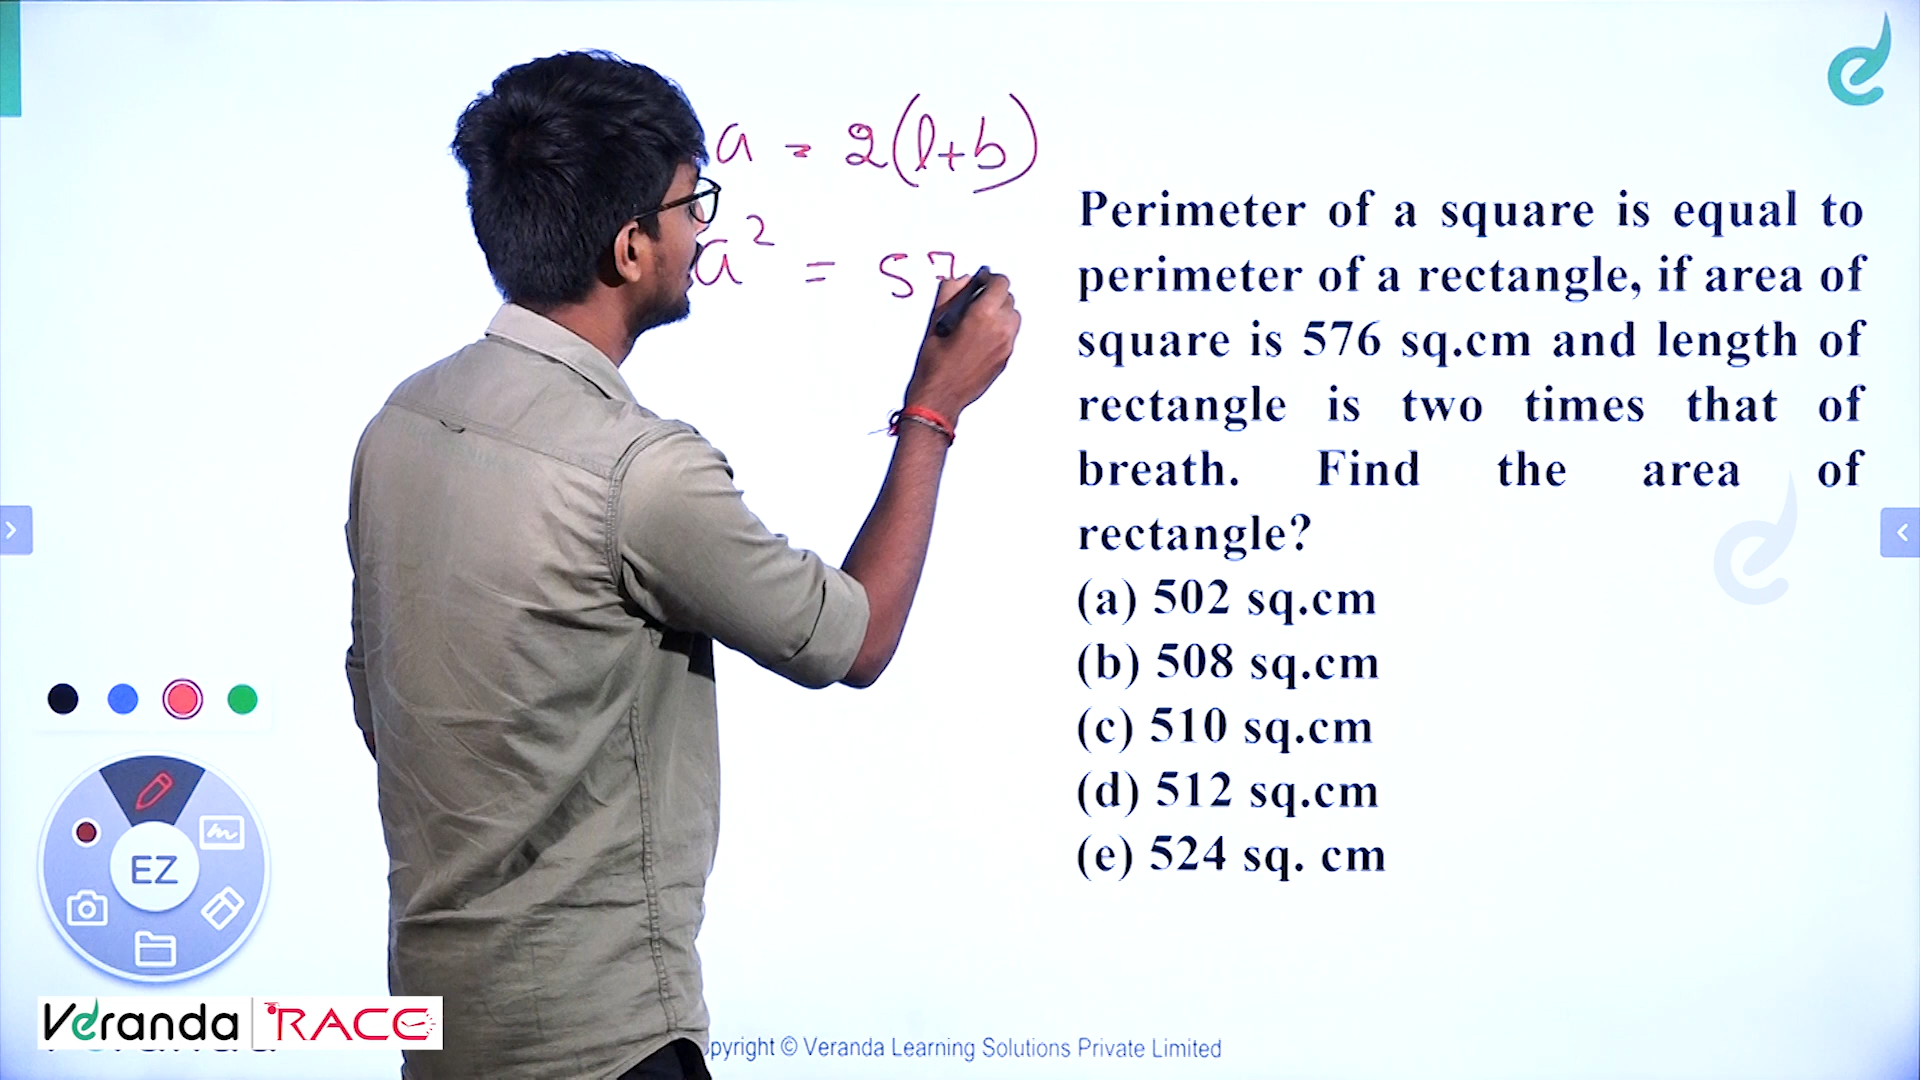 a = 2(l+b)
a² = 57
Perimeter of a square is equal to
perimeter of a rectangle, if area of
square is 576 sq.cm and length of
rectangle is two times that of
breath. Find the area of
rectangle?
(a) 502 sq.cm
(b) 508 sq.cm
(c) 510 sq.cm
(d) 512 sq.cm
(e) 524 sq. cm
EZ
Veranda RACE
pyright © Veranda Learning Solutions Private Limited